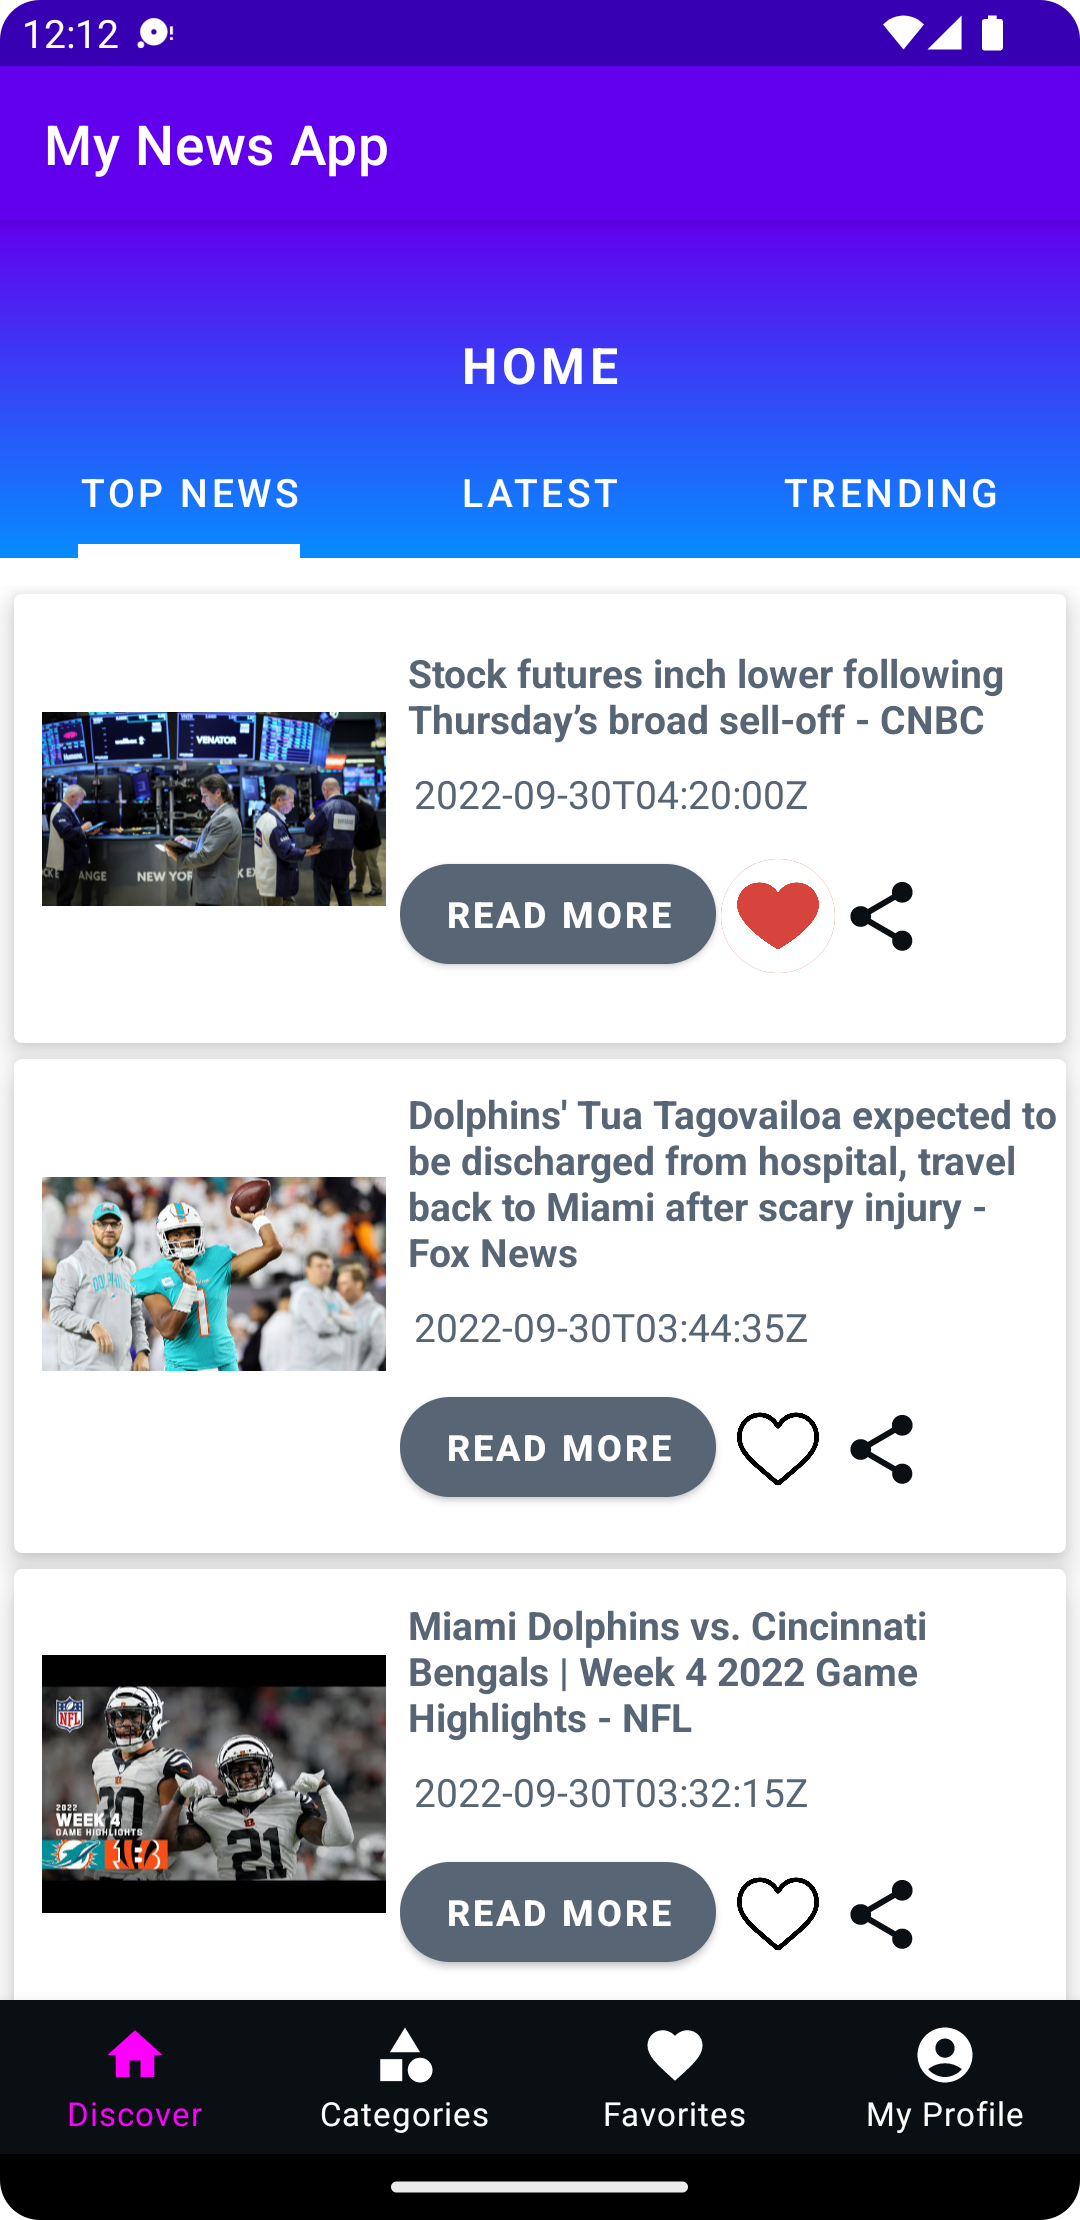 12:12
My News App
HOME
TOP NEWS
LATEST
TRENDING
Stock futures inch lower following
Thursday’s broad sell-off - CNBC
2022-09-30T04:20:00Z
VENATOR
ANGE
NEW YOR
READ MORE
Dolphins' Tua Tagovailoa expected to
be discharged from hospital, travel
back to Miami after scary injury -
Fox News
2022-09-30T03:44:35Z
1
READ MORE
Miami Dolphins vs. Cincinnati
Bengals | Week 4 2022 Game
Highlights - NFL
2022-09-30T03:32:15Z
NFL
2022
WEEK 4
GAME HIGHLIGHTS
21
READ MORE
Discover
Categories
Favorites
My Profile